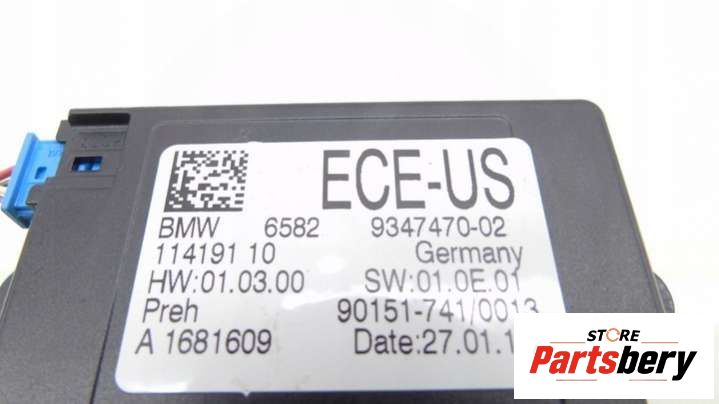 ECE-US
BMW 6582 9347470-02
114191 10 Germany
HW:01.03.00 SW:01.0E.01
Preh 90151-741/0013
A 1681609 Date:27.01.1
STORE
Partsbery